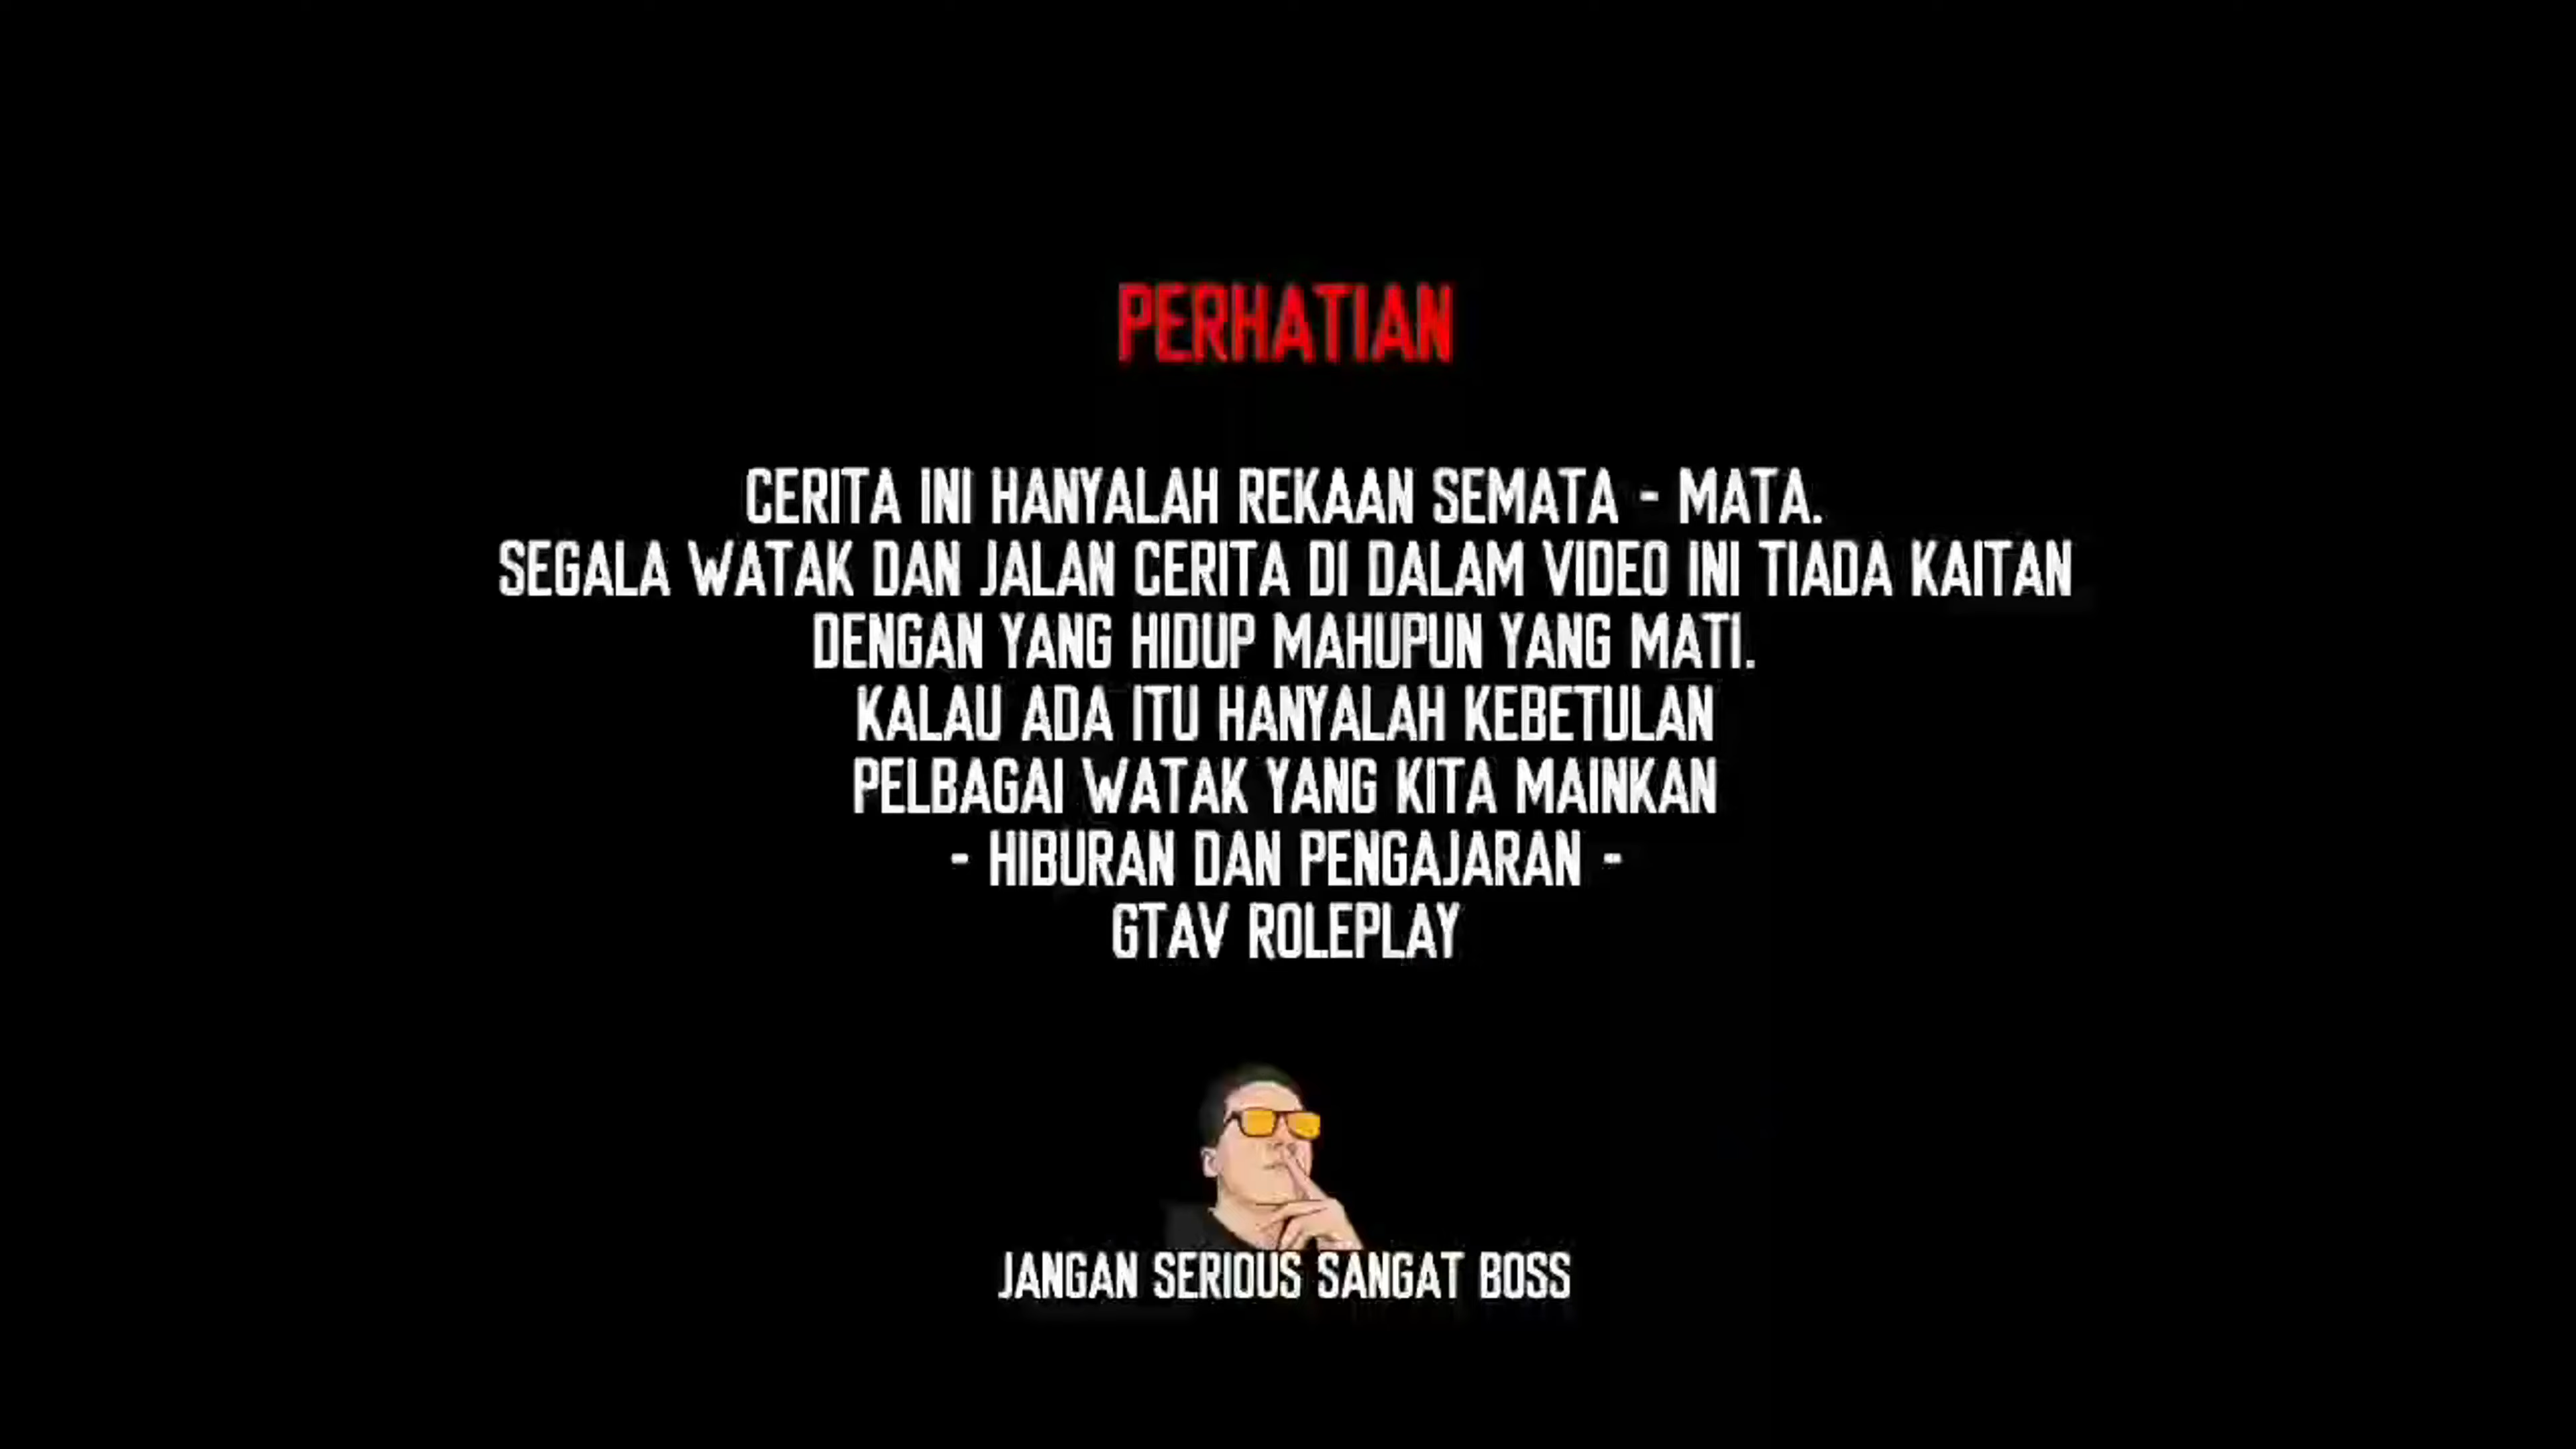 PERHATIAN
CERITA INI HANYALAH REKAAN SEMATA - MATA.
SEGALA WATAK DAN JALAN CERITA DI DALAM VIDEO INI TIADA KAITAN
DENGAN YANG HIDUP MAHUPUN YANG MATI.
KALAU ADA ITU HANYALAH KEBETULAN
PELBAGAI WATAK YANG KITA MAINKAN
- HIBURAN DAN PENGAJARAN -
GTAV ROLEPLAY
JANGAN SERIOUS SANGAT BOSS